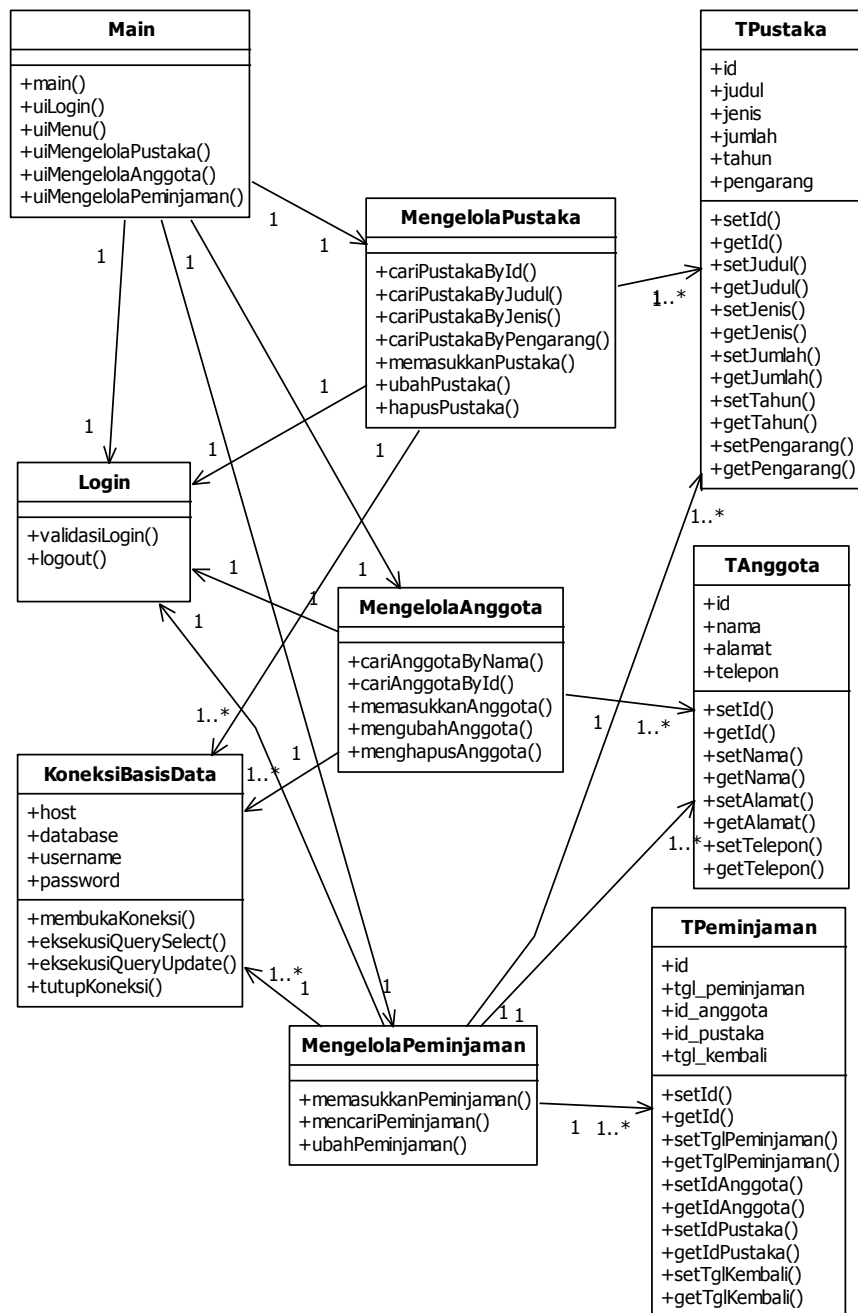 Main
+main()
+uiLogin()
+uiMenu()
+uiMengelolaPustaka()
+uiMengelolaAnggota()
+uiMengelolaPeminjaman()
TPustaka
+id
+judul
+jenis
+jumlah
+tahun
+pengarang
+setId()
+getId()
+setJudul()
+getJudul()
+setJenis()
+getJenis()
+setJumlah()
+getJumlah()
+setTahun()
+getTahun()
+setPengarang()
+getPengarang()
MengelolaPustaka
+cariPustakaById()
+cariPustakaByJudul()
+cariPustakaByJenis()
+cariPustakaByPengarang()
+memasukkanPustaka()
+ubahPustaka()
+hapusPustaka()
1
1
1
1
1
1
1..*
1
1
1
Login
+validasiLogin()
+logout()
1
1
1
1
1..*
MengelolaAnggota
+cariAnggotaByNama()
+cariAnggotaById()
+memasukkanAnggota()
+mengubahAnggota()
+menghapusAnggota()
TAnggota
+id
+nama
+alamat
+telepon
+setId()
+getId()
+setNama()
+getNama()
+setAlamat()
+getAlamat()
+setTelepon()
+getTelepon()
1..*
1
1..*
1..*
1
1..*
KoneksiBasisData
+host
+database
+username
+password
+membukaKoneksi()
+eksekusiQuerySelect()
+eksekusiQueryUpdate()
+tutupKoneksi()
1..*
1
1
1
1
MengelolaPeminjaman
+memasukkanPeminjaman()
+mencariPeminjaman()
+ubahPeminjaman()
1
1..*
TPeminjaman
+id
+tgl_peminjaman
+id_anggota
+id_pustaka
+tgl_kembali
+setId()
+getId()
+setTglPeminjaman()
+getTglPeminjaman()
+setIdAnggota()
+getIdAnggota()
+setIdPustaka()
+getIdPustaka()
+setTglKembali()
+getTglKembali()